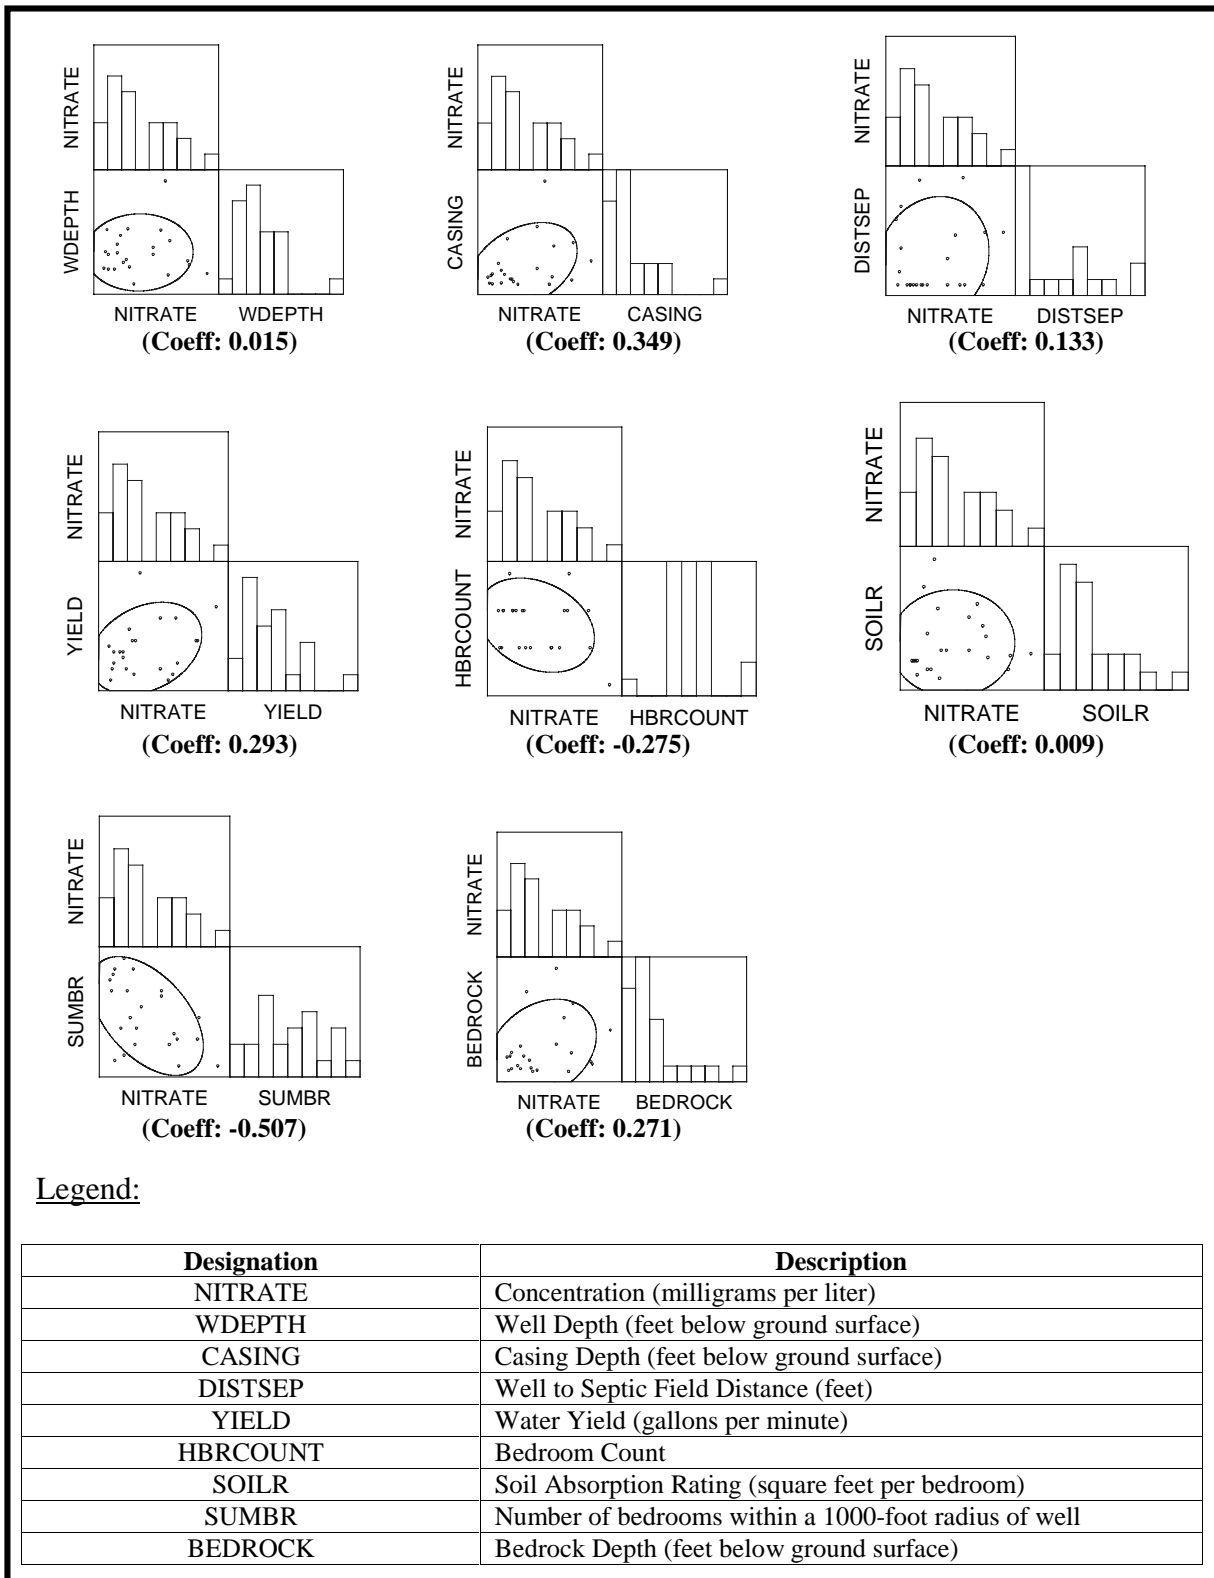 NITRATE
WDEPTH
NITRATE WDEPTH
(Coeff: 0.015)
NITRATE
CASING
NITRATE CASING
(Coeff: 0.349)
NITRATE
DISTSEP
NITRATE DISTSEP
(Coeff: 0.133)
NITRATE
YIELD
NITRATE YIELD
(Coeff: 0.293)
NITRATE
HBRCOUNT
NITRATE HBRCOUNT
(Coeff: -0.275)
NITRATE
SOILR
NITRATE SOILR
(Coeff: 0.009)
NITRATE
SUMBR
NITRATE SUMBR
(Coeff: -0.507)
NITRATE
BEDROCK
NITRATE BEDROCK
(Coeff: 0.271)
Legend:
Designation Description
NITRATE Concentration (milligrams per liter)
WDEPTH Well Depth (feet below ground surface)
CASING Casing Depth (feet below ground surface)
DISTSEP Well to Septic Field Distance (feet)
YIELD Water Yield (gallons per minute)
HBRCOUNT Bedroom Count
SOILR Soil Absorption Rating (square feet per bedroom)
SUMBR Number of bedrooms within a 1000-foot radius of well
BEDROCK Bedrock Depth (feet below ground surface)